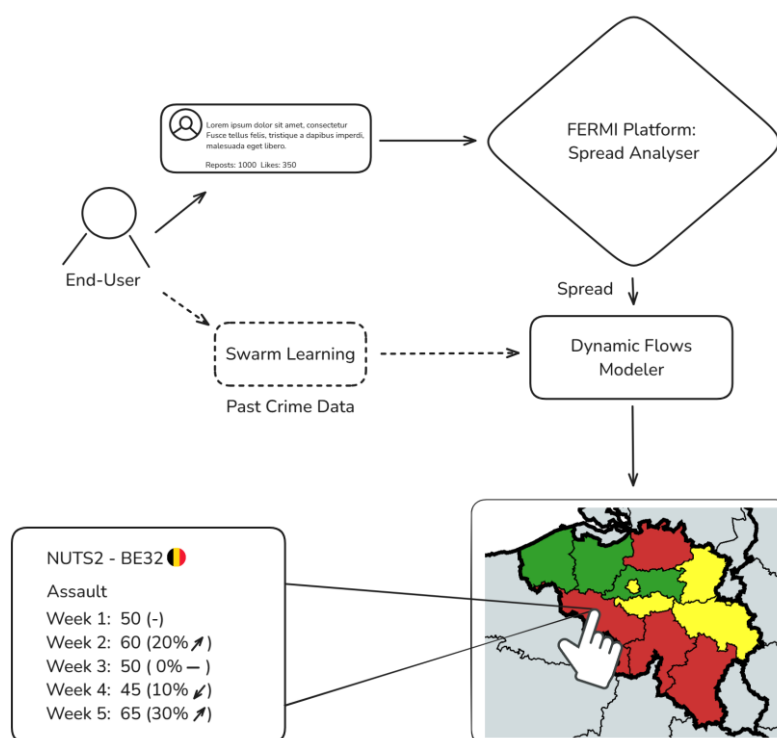 Lorem ipsum dolor sit amet, consectetur
Fusce tellus felis, tristique a dapibus imperdi,
malesuada eget libero.
Reposts: 1000 Likes: 350
FERMI Platform:
Spread Analyser
End-User
Spread
Swarm Learning
Past Crime Data
Dynamic Flows
Modeler
NUTS2 - BE32
Assault
Week 1: 50 (-)
Week 2: 60 (20% ↗)
Week 3: 50 ( 0% —)
Week 4: 45 (10% ↙)
Week 5: 65 (30% ↗)